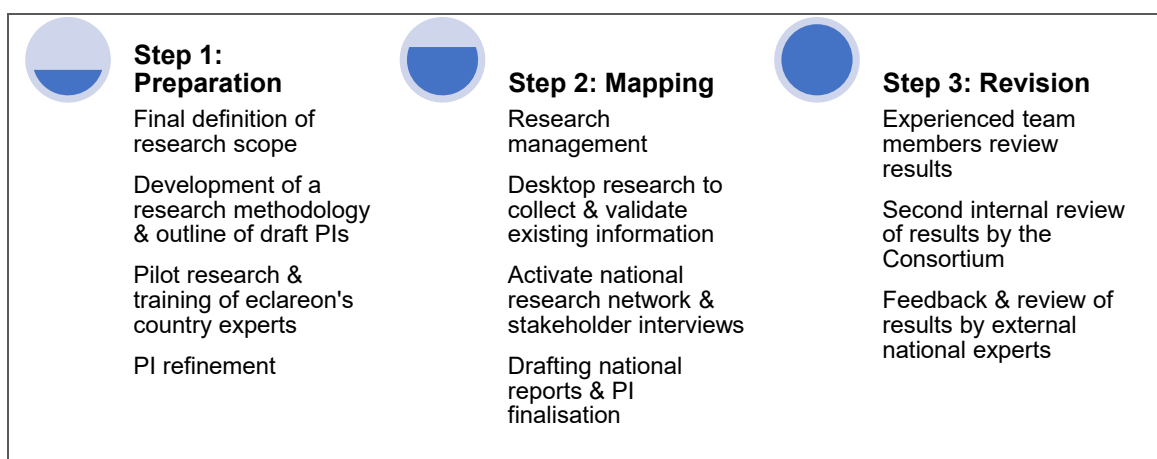 Step 1:
Preparation
Final definition of
research scope
Development of a
research methodology
& outline of draft PIs
Pilot research &
training of eclareon's
country experts
PI refinement
Step 2: Mapping
Research
management
Desktop research to
collect & validate
existing information
Activate national
research network &
stakeholder interviews
Drafting national
reports & PI
finalisation
Step 3: Revision
Experienced team
members review
results
Second internal review
of results by the
Consortium
Feedback & review of
results by external
national experts